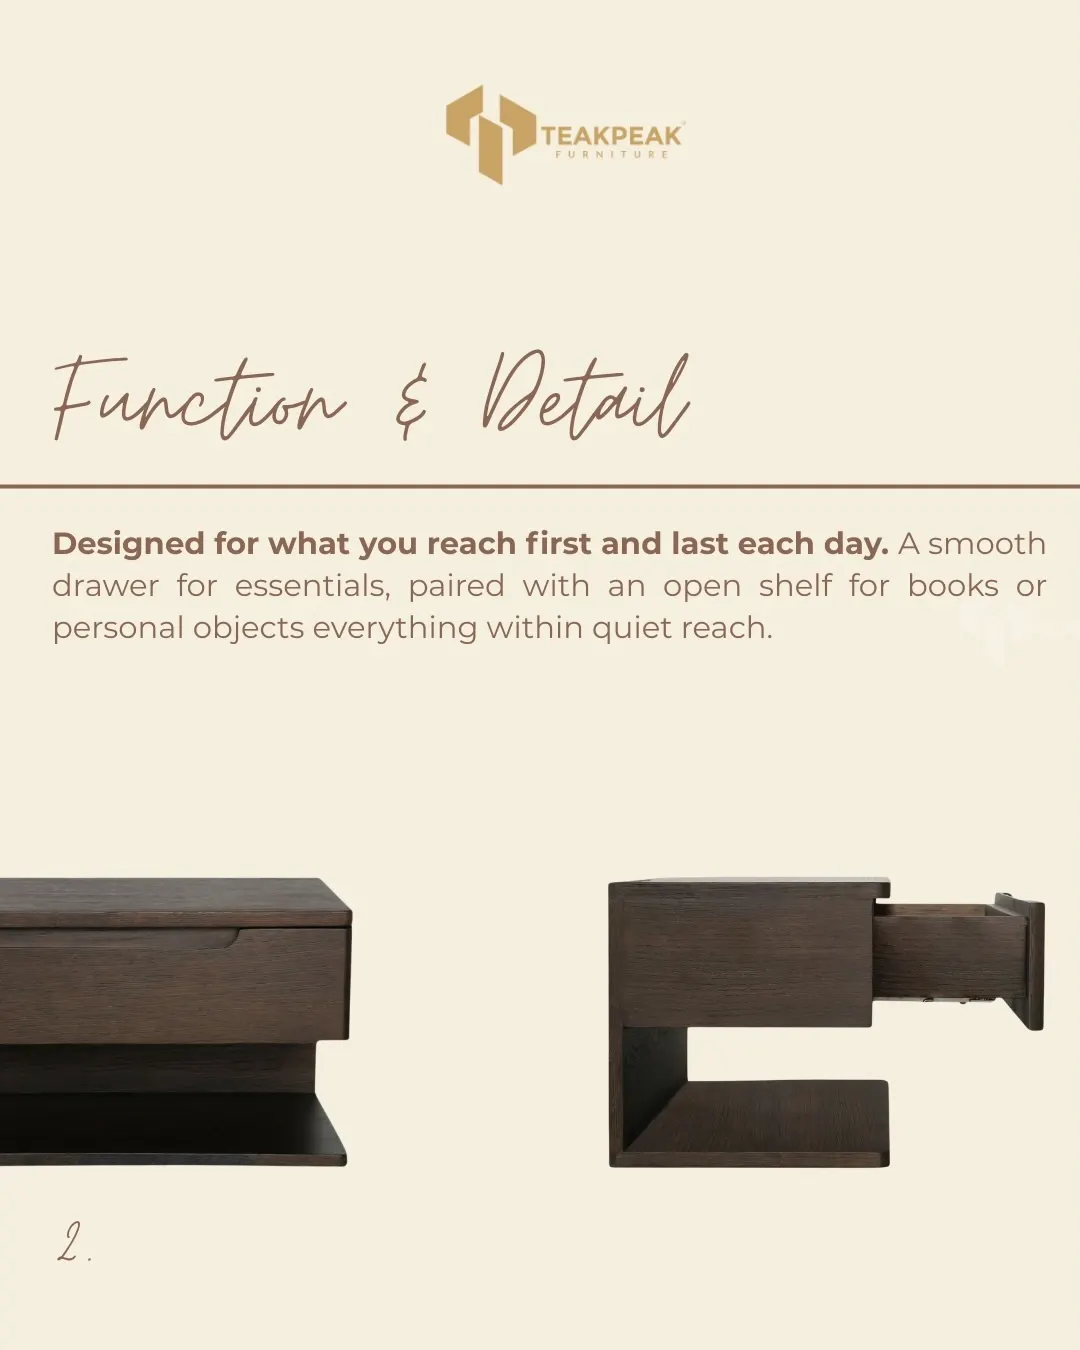 TEAKPEAK
FURNITURE
Function & Detail
Designed for what you reach first and last each day. A smooth
drawer for essentials, paired with an open shelf for books or
personal objects everything within quiet reach.
2.